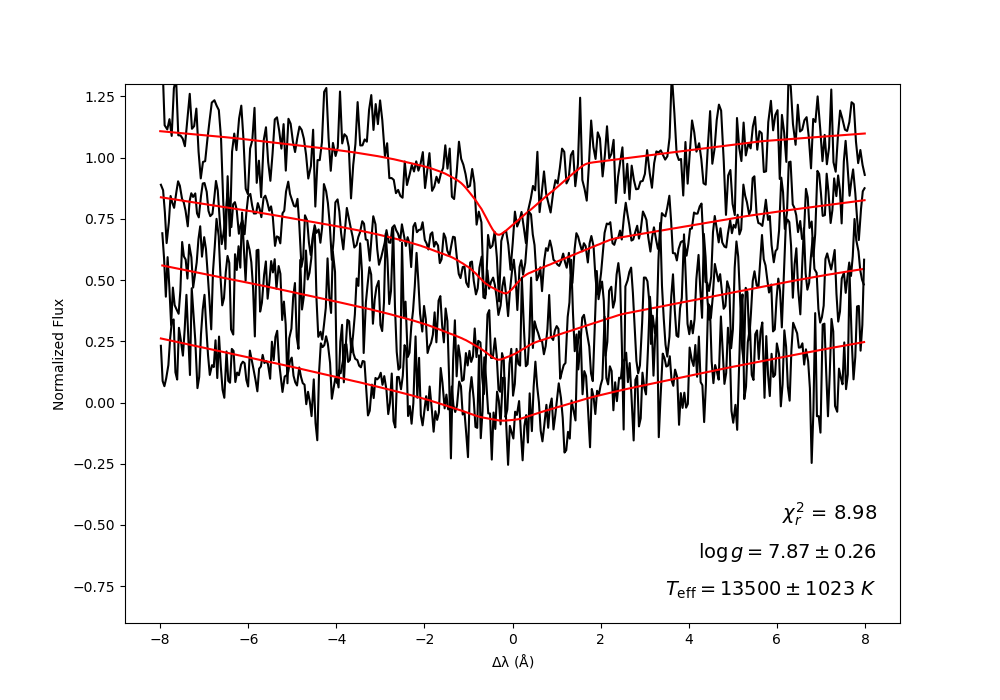 Normalized Flux
1.25
1.00
0.75
0.50
0.25
0.00
−0.25
−0.50
−0.75
χ²ᵣ = 8.98
log g = 7.87 ± 0.26
T_eff = 13500 ± 1023 K
−8 −6 −4 −2 0 2 4 6 8
Δλ (Å)